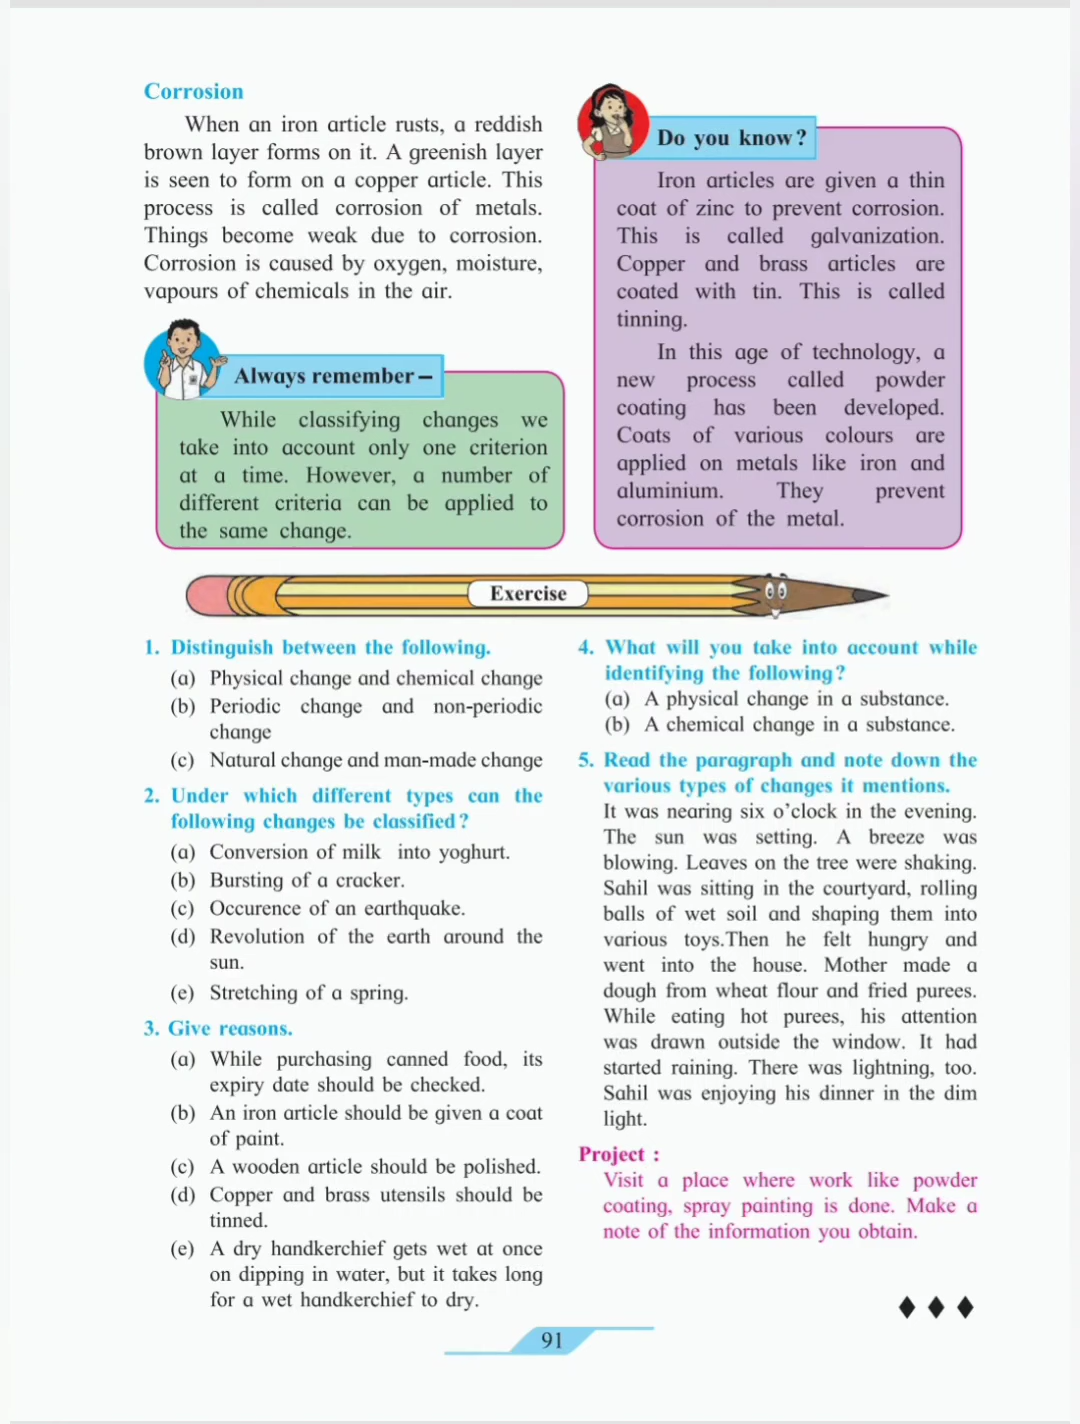 Corrosion
When an iron article rusts, a reddish
brown layer forms on it. A greenish layer
is seen to form on a copper article. This
process is called corrosion of metals.
Things become weak due to corrosion.
Corrosion is caused by oxygen, moisture,
vapours of chemicals in the air.
Always remember –
While classifying changes we
take into account only one criterion
at a time. However, a number of
different criteria can be applied to
the same change.
Do you know?
Iron articles are given a thin
coat of zinc to prevent corrosion.
This is called galvanization.
Copper and brass articles are
coated with tin. This is called
tinning.
In this age of technology, a
new process called powder
coating has been developed.
Coats of various colours are
applied on metals like iron and
aluminium. They prevent
corrosion of the metal.
Exercise
1. Distinguish between the following.
(a) Physical change and chemical change
(b) Periodic change and non-periodic
change
(c) Natural change and man-made change
2. Under which different types can the
following changes be classified?
(a) Conversion of milk into yoghurt.
(b) Bursting of a cracker.
(c) Occurence of an earthquake.
(d) Revolution of the earth around the
sun.
(e) Stretching of a spring.
3. Give reasons.
(a) While purchasing canned food, its
expiry date should be checked.
(b) An iron article should be given a coat
of paint.
(c) A wooden article should be polished.
(d) Copper and brass utensils should be
tinned.
(e) A dry handkerchief gets wet at once
on dipping in water, but it takes long
for a wet handkerchief to dry.
4. What will you take into account while
identifying the following?
(a) A physical change in a substance.
(b) A chemical change in a substance.
5. Read the paragraph and note down the
various types of changes it mentions.
It was nearing six o'clock in the evening.
The sun was setting. A breeze was
blowing. Leaves on the tree were shaking.
Sahil was sitting in the courtyard, rolling
balls of wet soil and shaping them into
various toys.Then he felt hungry and
went into the house. Mother made a
dough from wheat flour and fried purees.
While eating hot purees, his attention
was drawn outside the window. It had
started raining. There was lightning, too.
Sahil was enjoying his dinner in the dim
light.
Project :
Visit a place where work like powder
coating, spray painting is done. Make a
note of the information you obtain.
91